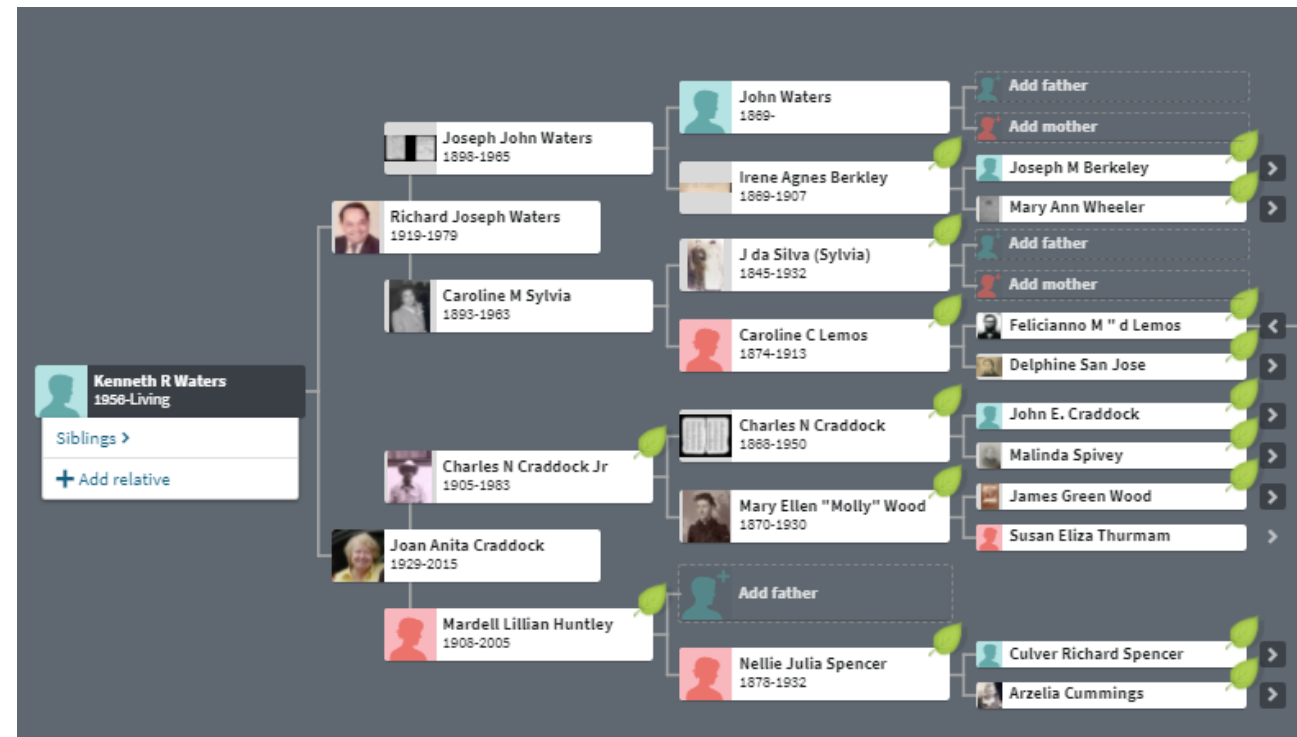 Kenneth R Waters
1956-Living
Siblings >
+ Add relative
Richard Joseph Waters
1919-1979
Joan Anita Craddock
1929-2015
Joseph John Waters
1898-1965
Caroline M Sylvia
1893-1963
Charles N Craddock Jr
1905-1983
Mardell Lillian Huntley
1908-2005
John Waters
1869-
Irene Agnes Berkley
1869-1907
J da Silva (Sylvia)
1845-1932
Caroline C Lemos
1874-1913
Charles N Craddock
1868-1950
Mary Ellen "Molly" Wood
1870-1930
Add father
Nellie Julia Spencer
1878-1932
Add father
Add mother
Joseph M Berkeley
Mary Ann Wheeler
Add father
Add mother
Felicianno M " d Lemos
Delphine San Jose
John E. Craddock
Malinda Spivey
James Green Wood
Susan Eliza Thurmam
Culver Richard Spencer
Arzelia Cummings